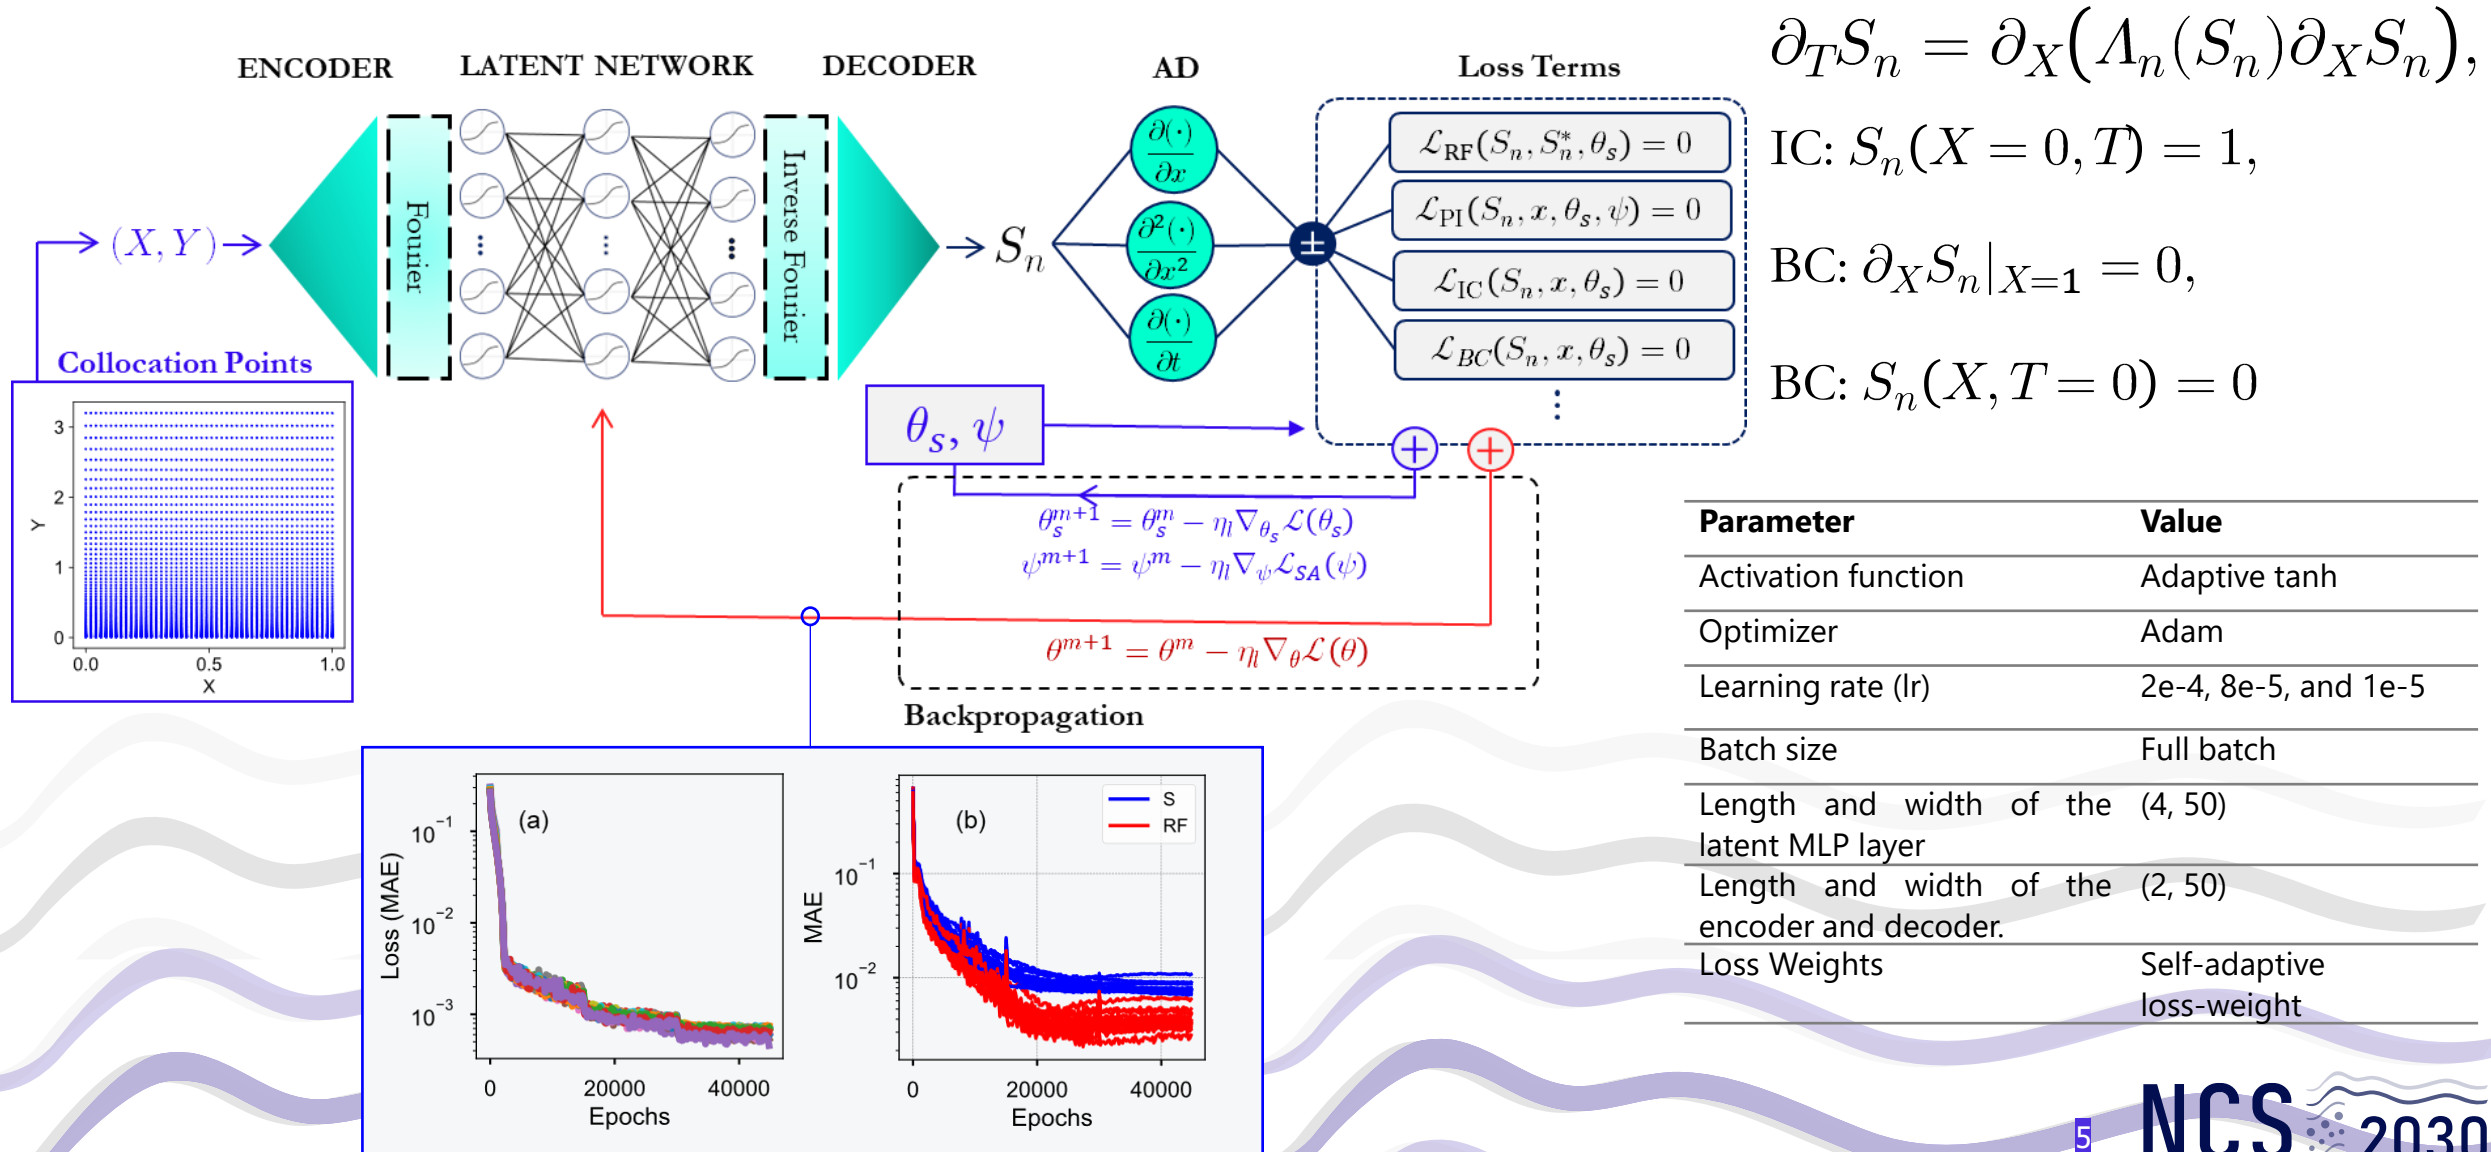 ENCODER
LATENT NETWORK
DECODER
AD
Loss Terms
(X, Y)
Fourier
Inverse Fourier
S_n
∂(·)/∂x
∂²(·)/∂x²
∂(·)/∂t
±
ℒ_RF(S_n, S_n^*, θ_s) = 0
ℒ_PI(S_n, x, θ_s, ψ) = 0
ℒ_IC(S_n, x, θ_s) = 0
ℒ_BC(S_n, x, θ_s) = 0
⋮
∂_T S_n = ∂_X(Λ_n(S_n)∂_X S_n),
IC: S_n(X = 0, T) = 1,
BC: ∂_X S_n|_{X=1} = 0,
BC: S_n(X, T = 0) = 0
Collocation Points
3
2
1
0
Y
0.0 0.5 1.0
X
θ_s, ψ
+ +
θ_s^{m+1} = θ_s^m − η_l ∇_{θ_s} ℒ(θ_s)
ψ^{m+1} = ψ^m − η_l ∇_ψ ℒ_SA(ψ)
θ^{m+1} = θ^m − η_l ∇_θ ℒ(θ)
Backpropagation
(a)
Loss (MAE)
10^−1
10^−2
10^−3
0 20000 40000
Epochs
(b)
S
RF
MAE
10^−1
10^−2
0 20000 40000
Epochs
Parameter Value
Activation function Adaptive tanh
Optimizer Adam
Learning rate (lr) 2e-4, 8e-5, and 1e-5
Batch size Full batch
Length and width of the (4, 50)
latent MLP layer
Length and width of the (2, 50)
encoder and decoder.
Loss Weights Self-adaptive
loss-weight
5
NCS
2030